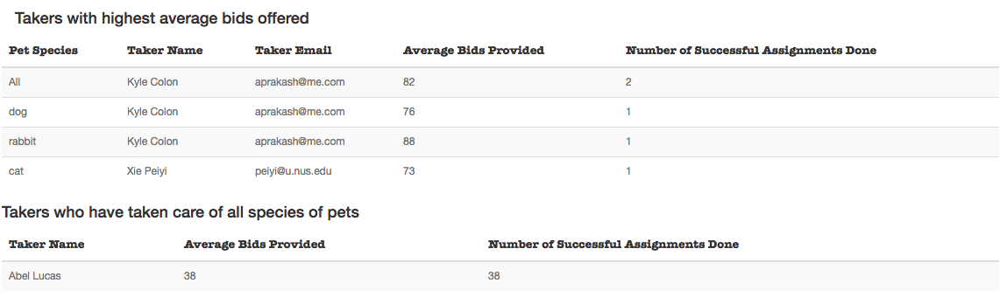 Takers with highest average bids offered
Pet Species Taker Name Taker Email Average Bids Provided Number of Successful Assignments Done
All Kyle Colon aprakash@me.com 82 2
dog Kyle Colon aprakash@me.com 76 1
rabbit Kyle Colon aprakash@me.com 88 1
cat Xie Peiyi peiyi@u.nus.edu 73 1
Takers who have taken care of all species of pets
Taker Name Average Bids Provided Number of Successful Assignments Done
Abel Lucas 38 38